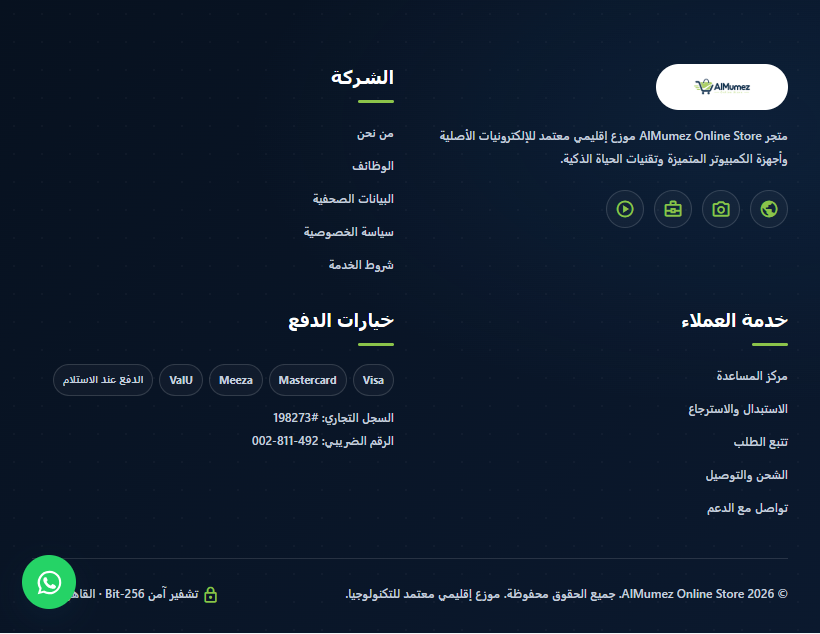 AlMumez
متجر AlMumez Online Store موزع إقليمي معتمد للإلكترونيات الأصلية
وأجهزة الكمبيوتر المتميزة وتقنيات الحياة الذكية.
الشركة
من نحن
الوظائف
البيانات الصحفية
سياسة الخصوصية
شروط الخدمة
خدمة العملاء
مركز المساعدة
الاستبدال والاسترجاع
تتبع الطلب
الشحن والتوصيل
تواصل مع الدعم
خيارات الدفع
Visa
Mastercard
Meeza
ValU
الدفع عند الاستلام
السجل التجاري: #198273
الرقم الضريبي: 492-811-002
© 2026 AlMumez Online Store. جميع الحقوق محفوظة. موزع إقليمي معتمد للتكنولوجيا.
تشفير آمن 256-Bit ·